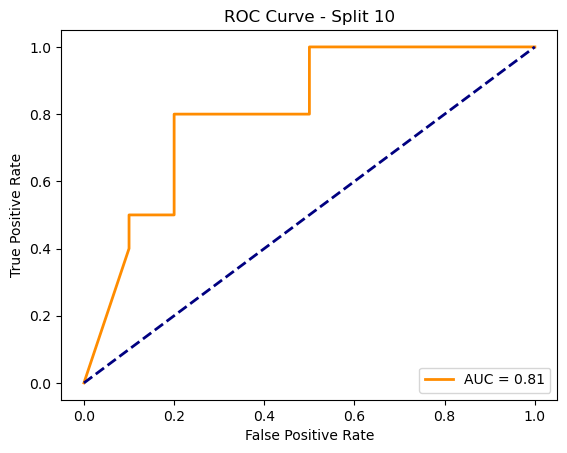 ROC Curve - Split 10
True Positive Rate
1.0
0.8
0.6
0.4
0.2
0.0
AUC = 0.81
0.0 0.2 0.4 0.6 0.8 1.0
False Positive Rate